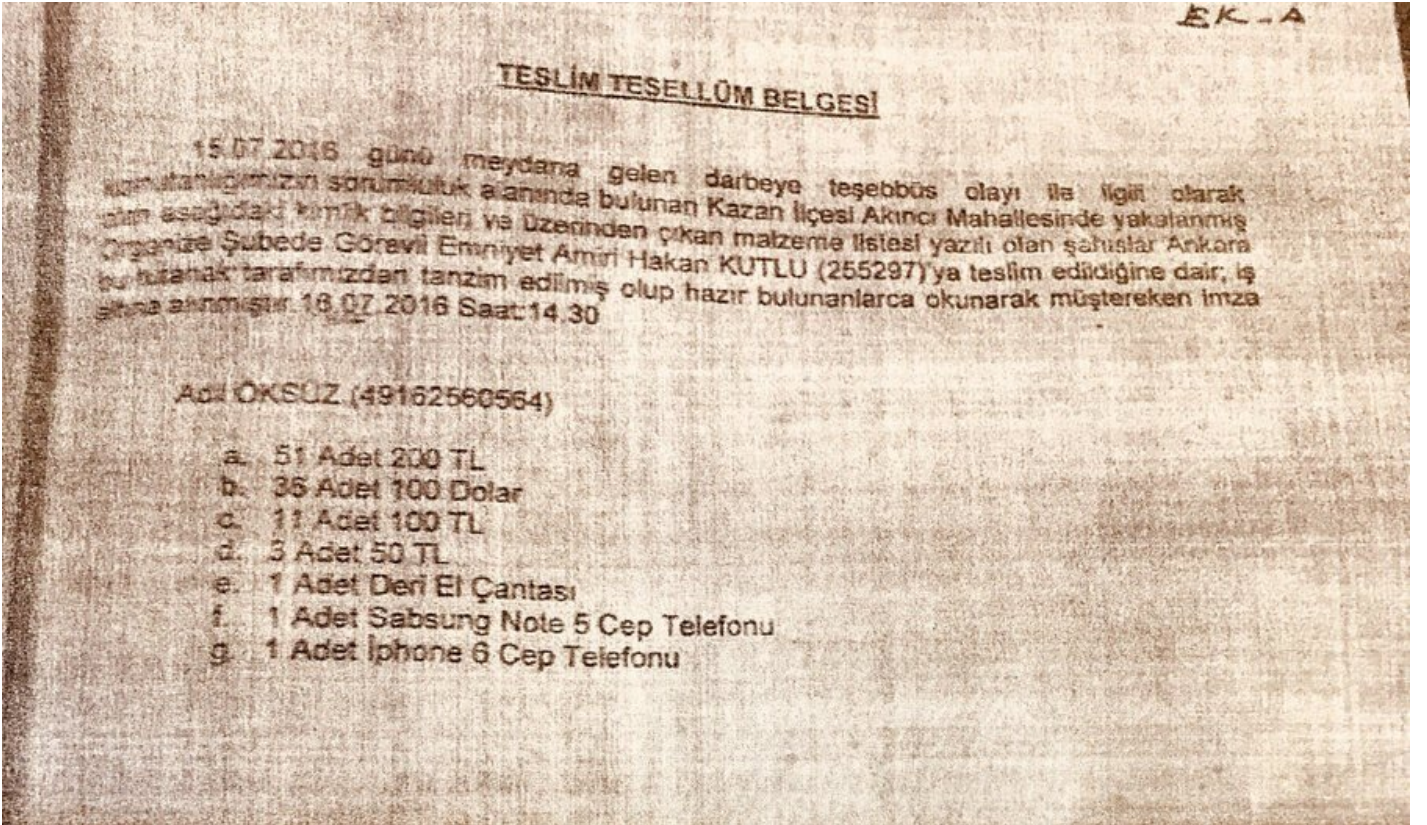 EK-A
TESLİM TESELLÜM BELGESİ
15.07.2016 günü meydana gelen darbeye teşebbüs olayı ile ilgili olarak
komutanlığımızın sorumluluk alanında bulunan Kazan İlçesi Akıncı Mahallesinde yakalanmış
olan aşağıdaki kimlik bilgileri ve üzerinden çıkan malzeme listesi yazılı olan şahıslar Ankara
Organize Şubede Görevli Emniyet Amiri Hakan KUTLU (255297)'ya teslim edildiğine dair; iş
bu tutanak tarafımızdan tanzim edilmiş olup hazır bulunanlarca okunarak müştereken imza
altına alınmıştır.16.07.2016 Saat:14.30
Adil ÖKSÜZ (49162560564)
a. 51 Adet 200 TL
b. 36 Adet 100 Dolar
c. 11 Adet 100 TL
d. 3 Adet 50 TL
e. 1 Adet Deri El Çantası
f. 1 Adet Sabsung Note 5 Cep Telefonu
g. 1 Adet İphone 6 Cep Telefonu